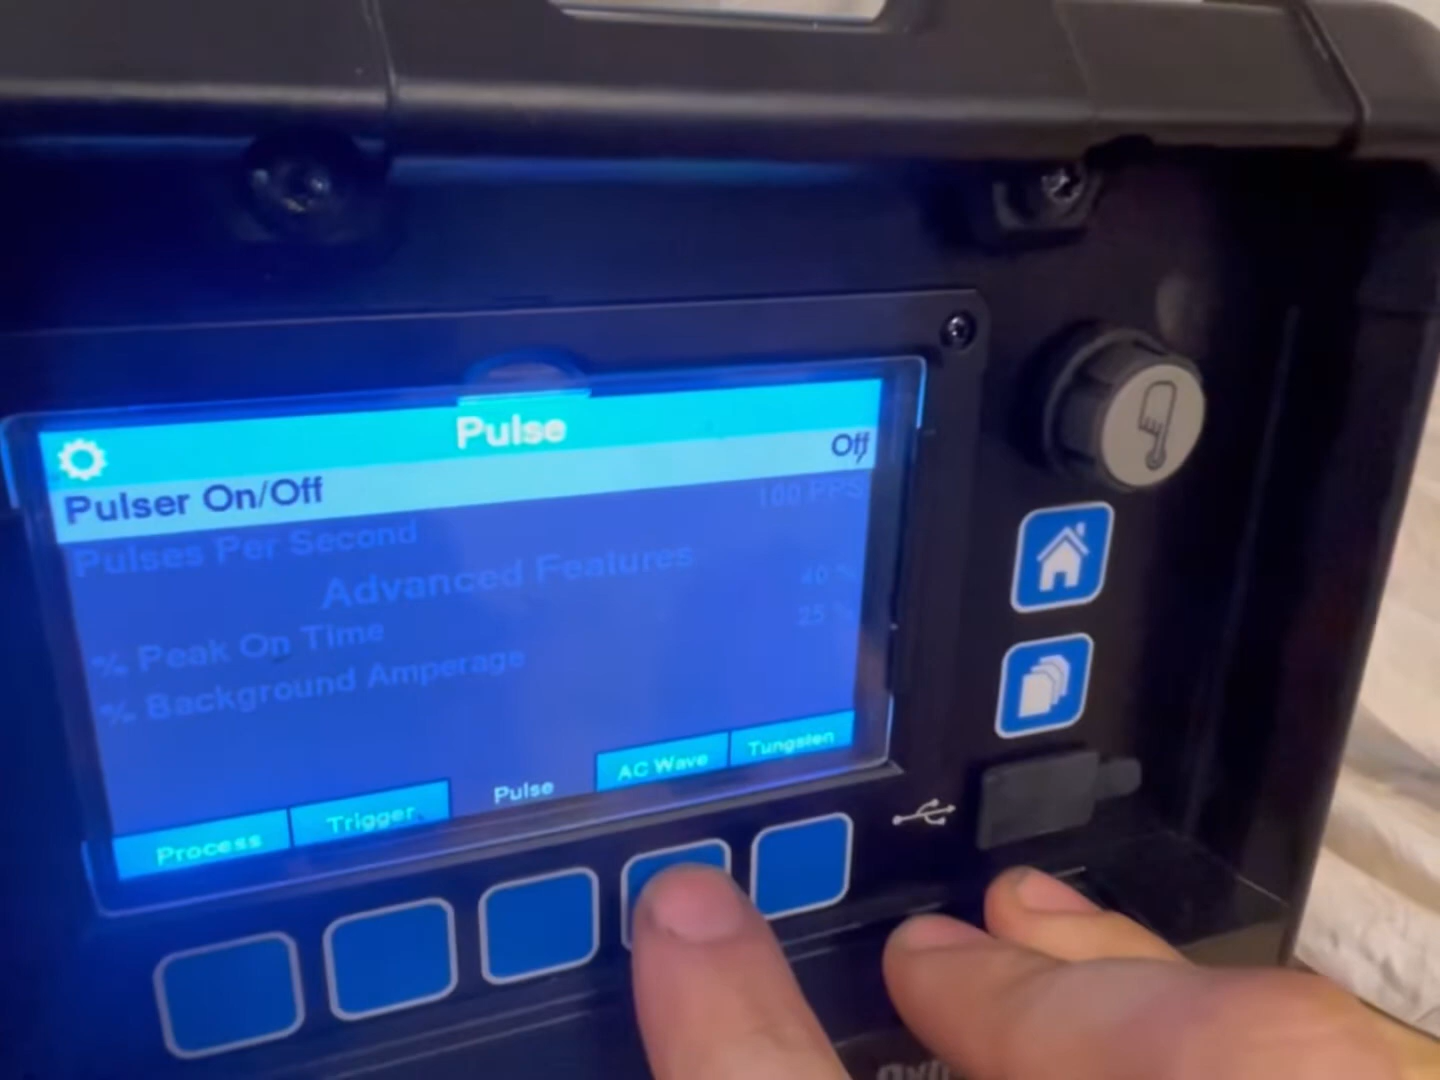 Pulse
Pulser On/Off Off
Pulses Per Second 100 PPS
Advanced Features
% Peak On Time 40 %
% Background Amperage 25 %
Process Trigger Pulse AC Wave Tungsten